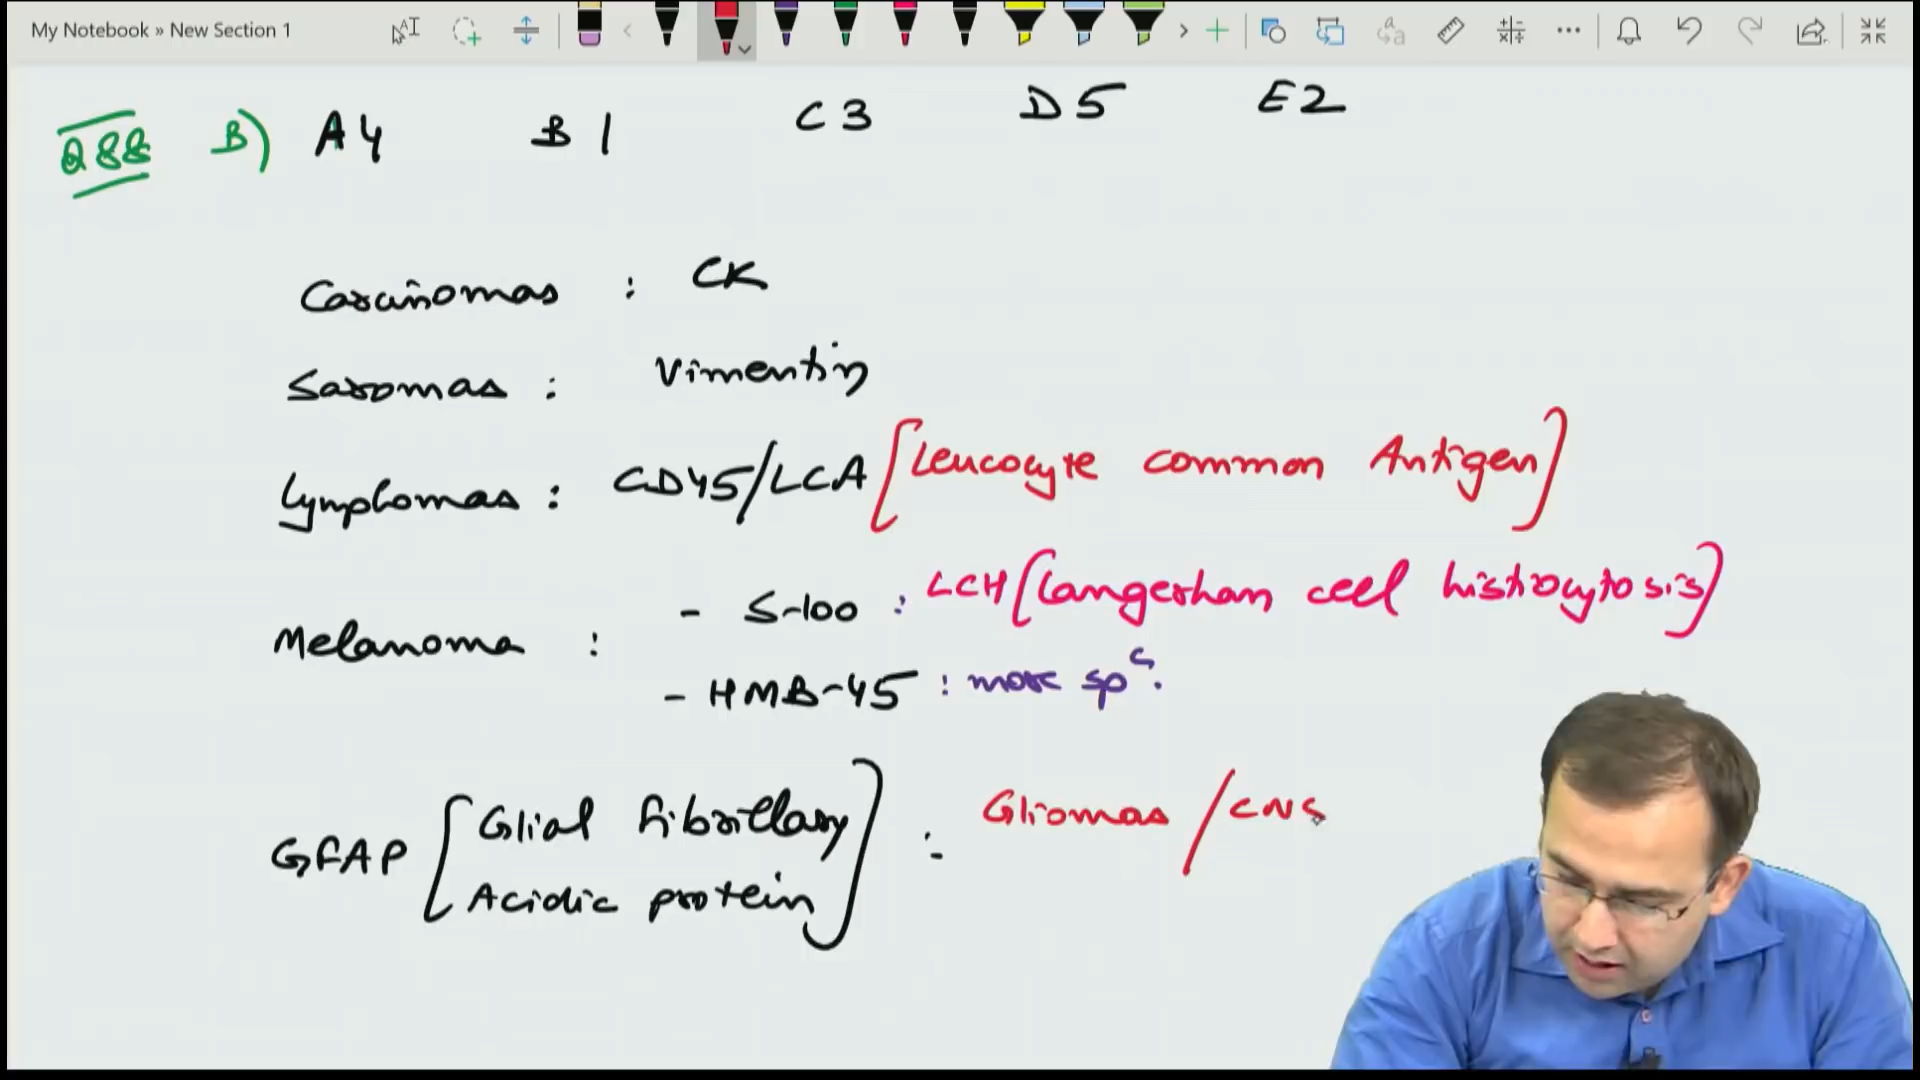 My Notebook » New Section 1
Q88 B) A4 B1 C3 D5 E2
Carcinomas : CK
Sarcomas : Vimentin
Lymphomas : CD45/LCA [Leucocyte common Antigen]
Melanoma : - S-100 : LCH [Langerhan cell histiocytosis]
- HMB-45 : more spc.
GFAP [Glial fibrillary Acidic protein] : Gliomas / CNS